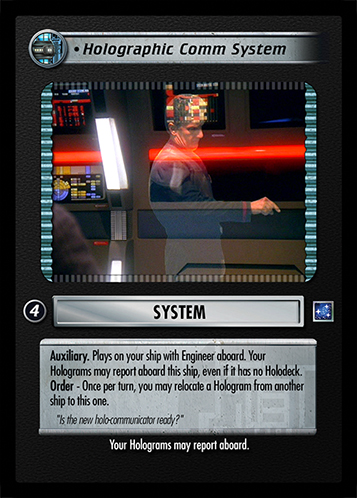 • Holographic Comm System
4
SYSTEM
Auxiliary. Plays on your ship with Engineer aboard. Your
Holograms may report aboard this ship, even if it has no Holodeck.
Order - Once per turn, you may relocate a Hologram from another
ship to this one.
"Is the new holo-communicator ready?"
Your Holograms may report aboard.